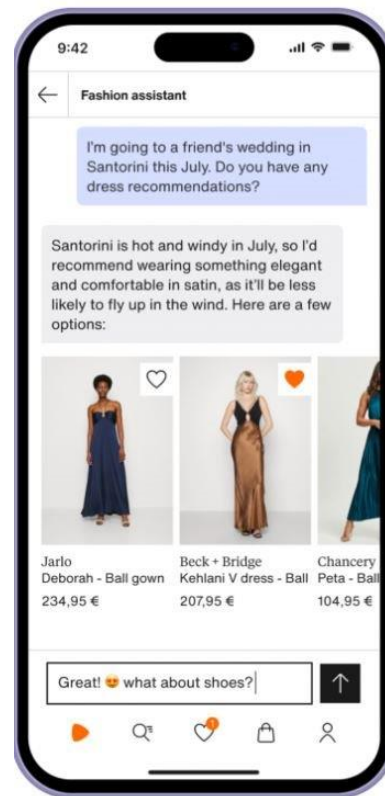 9:42
Fashion assistant
I'm going to a friend's wedding in
Santorini this July. Do you have any
dress recommendations?
Santorini is hot and windy in July, so I'd
recommend wearing something elegant
and comfortable in satin, as it'll be less
likely to fly up in the wind. Here are a few
options:
Jarlo
Deborah - Ball gown
234,95 €
Beck + Bridge
Kehlani V dress - Ball
207,95 €
Chancery
Peta - Ball
104,95 €
Great! 😍 what about shoes?
1